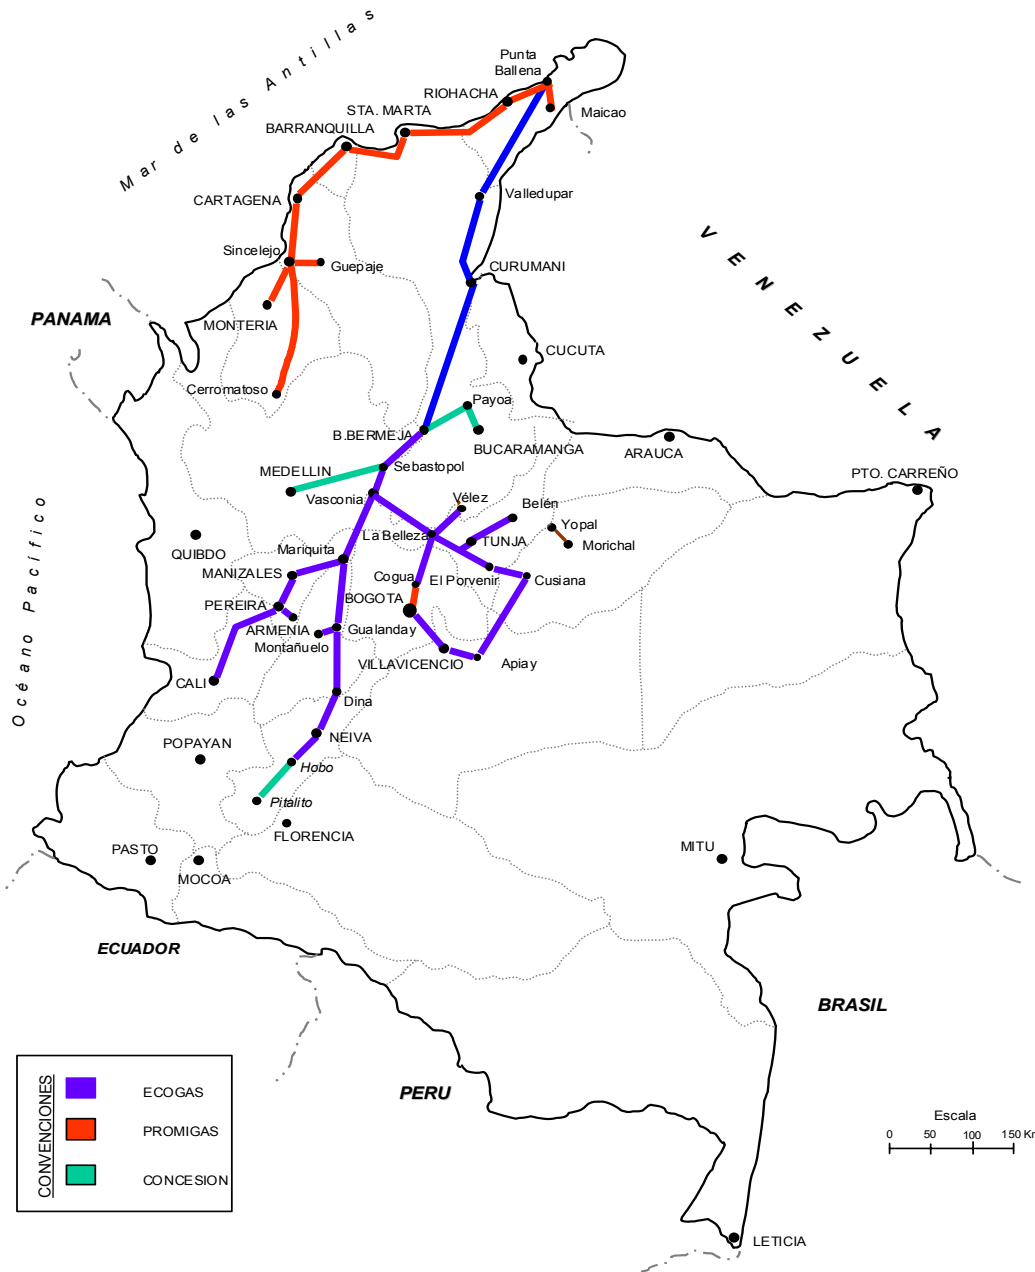 Mar de las Antillas
Punta
Ballena
RIOHACHA
STA. MARTA
Maicao
BARRANQUILLA
CARTAGENA
Valledupar
VENEZUELA
Sincelejo
Guepaje
CURUMANI
PANAMA
MONTERIA
CUCUTA
Cerromatoso
Payoa
B.BERMEJA
BUCARAMANGA
ARAUCA
MEDELLIN
Sebastopol
PTO. CARREÑO
Vasconia
Vélez
Belén
Océano Pacífico
QUIBDO
La Belleza
TUNJA
Yopal
Morichal
Mariquita
MANIZALES
Cogua
El Porvenir
Cusiana
PEREIRA
BOGOTA
ARMENIA
Gualanday
Montañuelo
VILLAVICENCIO
Apiay
CALI
Dina
POPAYAN
NEIVA
Hobo
Pitalito
FLORENCIA
PASTO
MOCOA
MITU
ECUADOR
BRASIL
PERU
CONVENCIONES
ECOGAS
PROMIGAS
CONCESION
Escala
0 50 100 150 Km
LETICIA